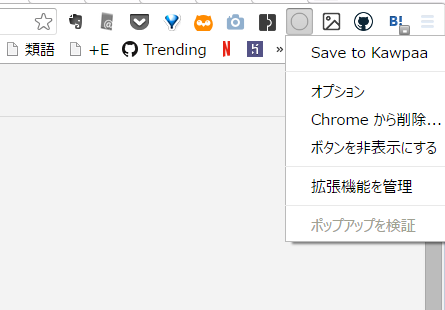 B!
類語
+E
Trending
N
»
Save to Kawpaa
オプション
Chrome から削除...
ボタンを非表示にする
拡張機能を管理
ポップアップを検証